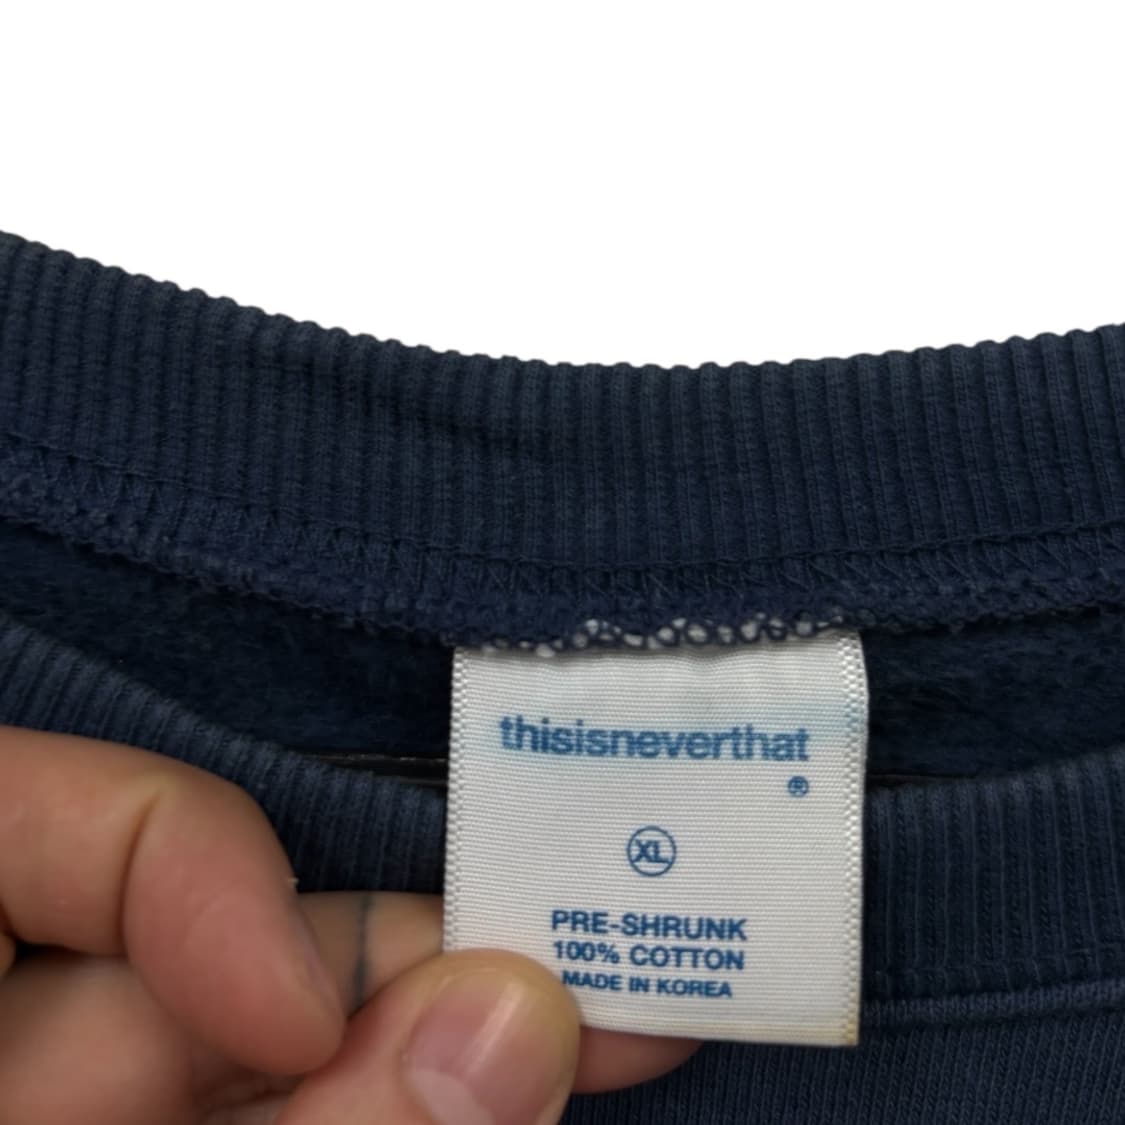 thisisneverthat
®
XL
PRE-SHRUNK
100% COTTON
MADE IN KOREA